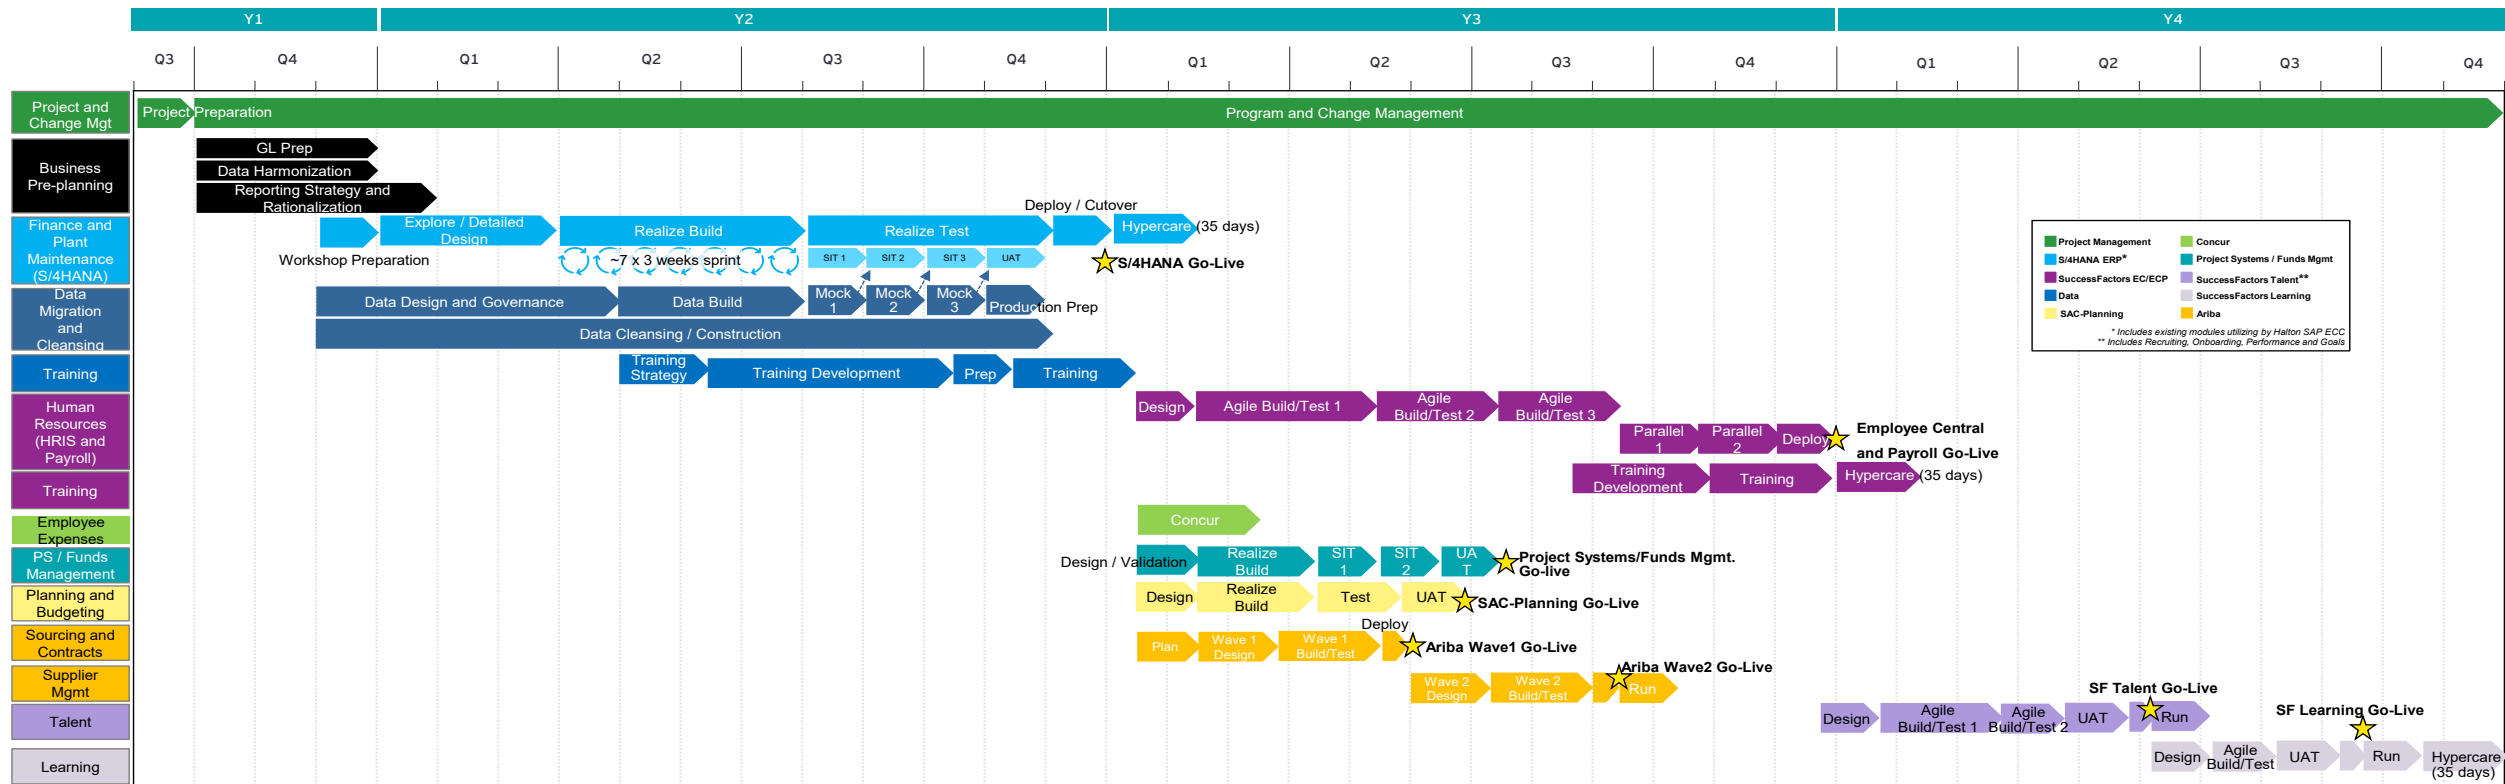 Y1 Y2 Y3 Y4
Q3 Q4 Q1 Q2 Q3 Q4 Q1 Q2 Q3 Q4 Q1 Q2 Q3 Q4
Project and
Change Mgt
Project Preparation
Program and Change Management
Business
Pre-planning
GL Prep
Data Harmonization
Reporting Strategy and
Rationalization
Finance and
Plant
Maintenance
(S/4HANA)
Workshop Preparation
Explore / Detailed
Design
Realize Build
~7 x 3 weeks sprint
Realize Test
SIT 1
SIT 2
SIT 3
UAT
Deploy / Cutover
Hypercare (35 days)
S/4HANA Go-Live
Project Management
S/4HANA ERP*
SuccessFactors EC/ECP
Data
SAC-Planning
Concur
Project Systems / Funds Mgmt
SuccessFactors Talent**
SuccessFactors Learning
Ariba
* Includes existing modules utilizing by Halton SAP ECC
** Includes Recruiting, Onboarding, Performance and Goals
Data
Migration
and
Cleansing
Data Design and Governance
Data Build
Mock
1
Mock
2
Mock
3
Production Prep
Data Cleansing / Construction
Training
Training
Strategy
Training Development
Prep
Training
Human
Resources
(HRIS and
Payroll)
Design
Agile Build/Test 1
Agile
Build/Test 2
Agile
Build/Test 3
Parallel
1
Parallel
2
Deploy
Employee Central
and Payroll Go-Live
Training
Training
Development
Training
Hypercare (35 days)
Employee
Expenses
Concur
PS / Funds
Management
Design / Validation
Realize
Build
SIT
1
SIT
2
UA
T
Project Systems/Funds Mgmt.
Go-live
Planning and
Budgeting
Design
Realize
Build
Test
UAT
SAC-Planning Go-Live
Sourcing and
Contracts
Plan
Wave 1
Design
Wave 1
Build/Test
Deploy
Ariba Wave1 Go-Live
Supplier
Mgmt
Wave 2
Design
Wave 2
Build/Test
Ariba Wave2 Go-Live
Run
Talent
Design
Agile
Build/Test 1
Agile
Build/Test 2
UAT
SF Talent Go-Live
Run
Learning
Design
Agile
Build/Test
UAT
SF Learning Go-Live
Run
Hypercare
(35 days)